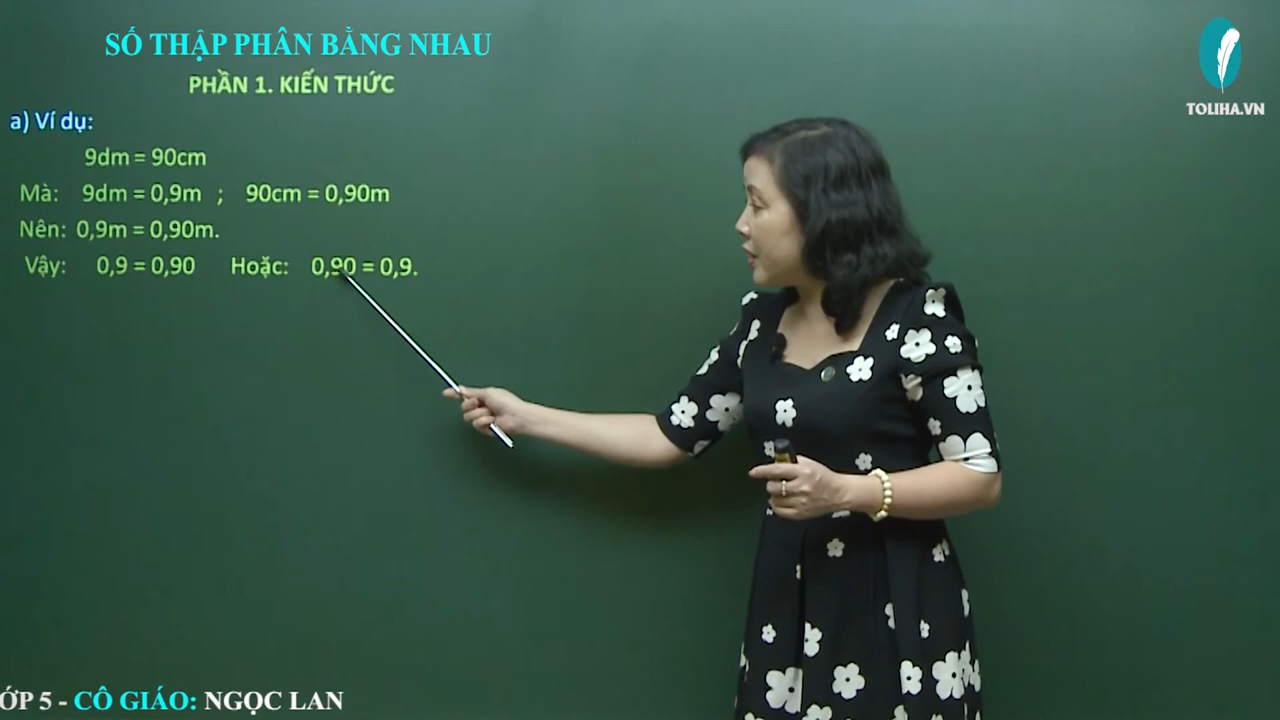 SỐ THẬP PHÂN BẰNG NHAU
PHẦN 1. KIẾN THỨC
TOLIHA.VN
a) Ví dụ:
9dm = 90cm
Mà: 9dm = 0,9m ; 90cm = 0,90m
Nên: 0,9m = 0,90m.
Vậy: 0,9 = 0,90 Hoặc: 0,90 = 0,9.
ỚP 5 - CÔ GIÁO: NGỌC LAN